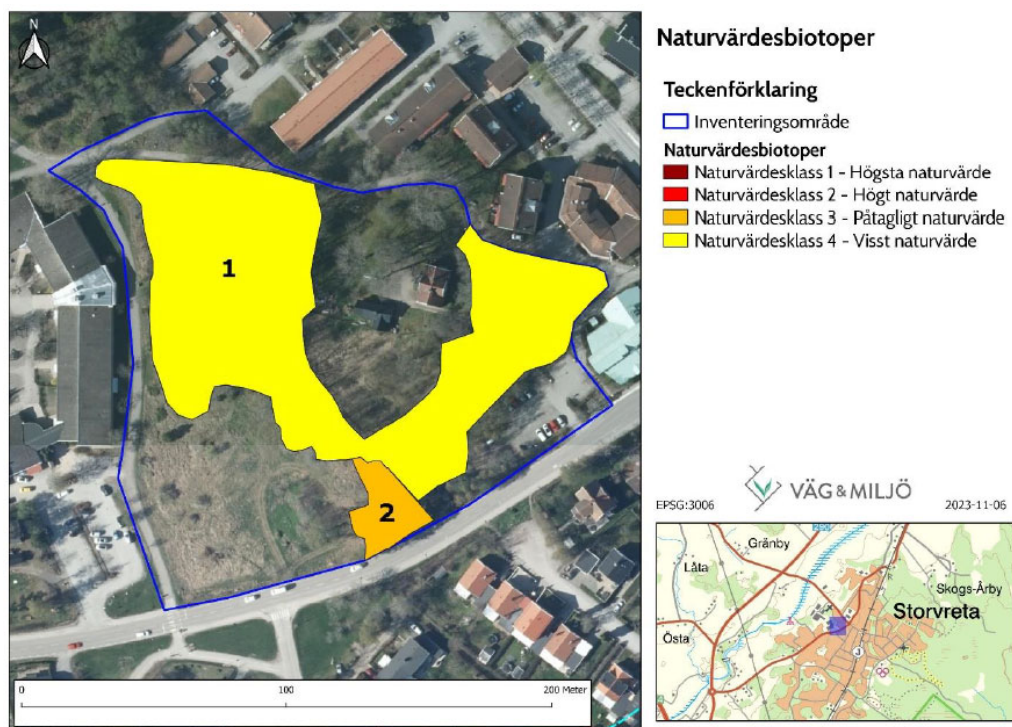 N
1
2
0
100
200 Meter
Naturvärdesbiotoper
Teckenförklaring
Inventeringsområde
Naturvärdesbiotoper
Naturvärdesklass 1 - Högsta naturvärde
Naturvärdesklass 2 - Högt naturvärde
Naturvärdesklass 3 - Påtagligt naturvärde
Naturvärdesklass 4 - Visst naturvärde
VÄG & MILJÖ
EPSG:3006
2023-11-06
Gränby
Låta
Skogs-Årby
Storvreta
Östa
J